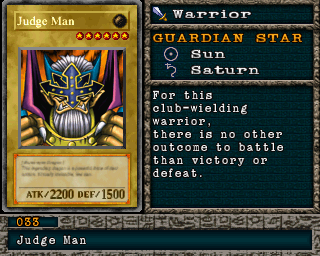 Judge Man
ATK/2200 DEF/1500
Warrior
GUARDIAN STAR
Sun
Saturn
For this
club-wielding
warrior,
there is no other
outcome to battle
than victory or
defeat.
033
Judge Man